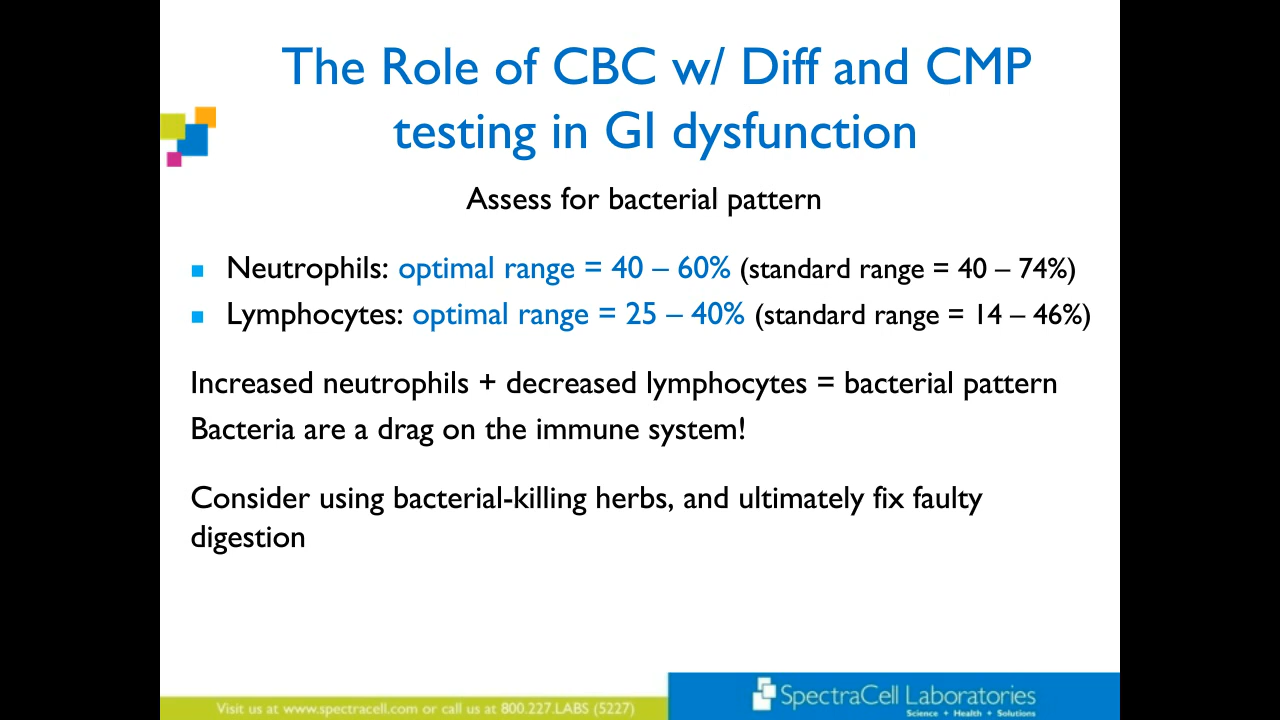 The Role of CBC w/ Diff and CMP
testing in GI dysfunction
Assess for bacterial pattern
Neutrophils: optimal range = 40 – 60% (standard range = 40 – 74%)
Lymphocytes: optimal range = 25 – 40% (standard range = 14 – 46%)
Increased neutrophils + decreased lymphocytes = bacterial pattern
Bacteria are a drag on the immune system!
Consider using bacterial-killing herbs, and ultimately fix faulty
digestion
Visit us at www.spectracell.com or call us at 800.227.LABS (5227)
SpectraCell Laboratories
Science + Health + Solutions